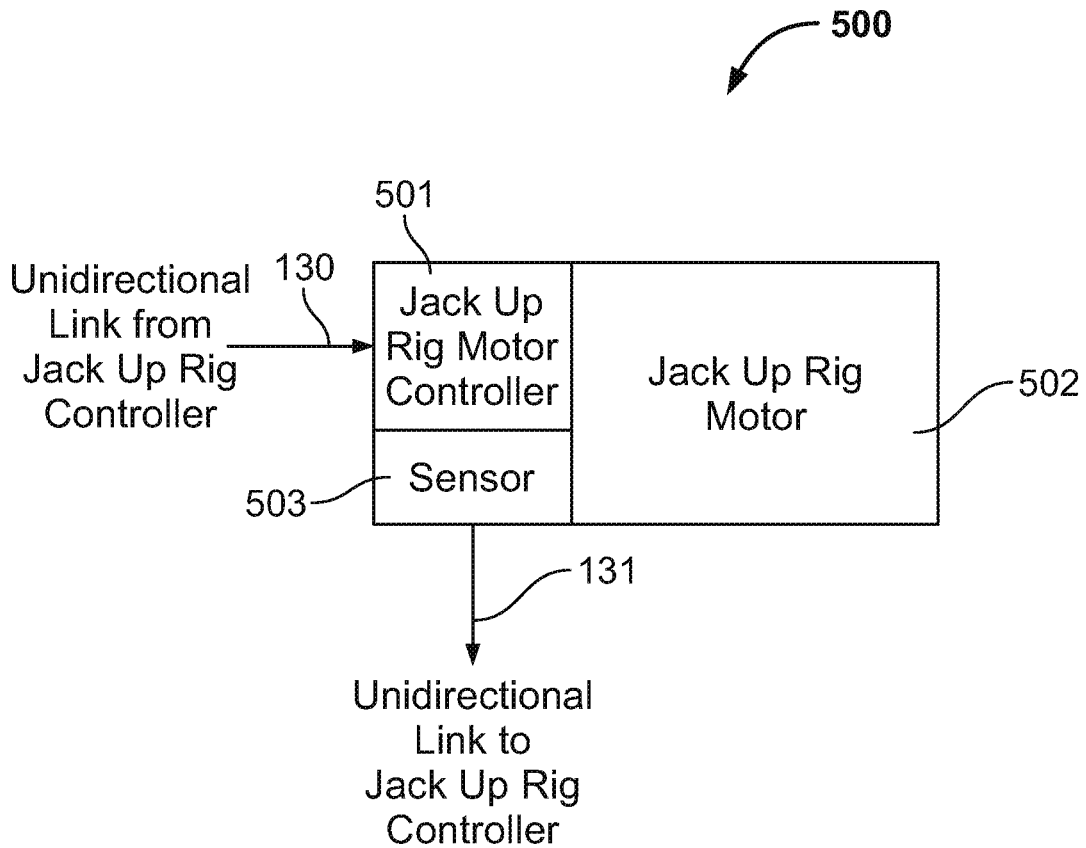 500
501
130
Unidirectional
Link from
Jack Up Rig
Controller
Jack Up
Rig Motor
Controller
Jack Up Rig
Motor
502
Sensor
503
131
Unidirectional
Link to
Jack Up Rig
Controller